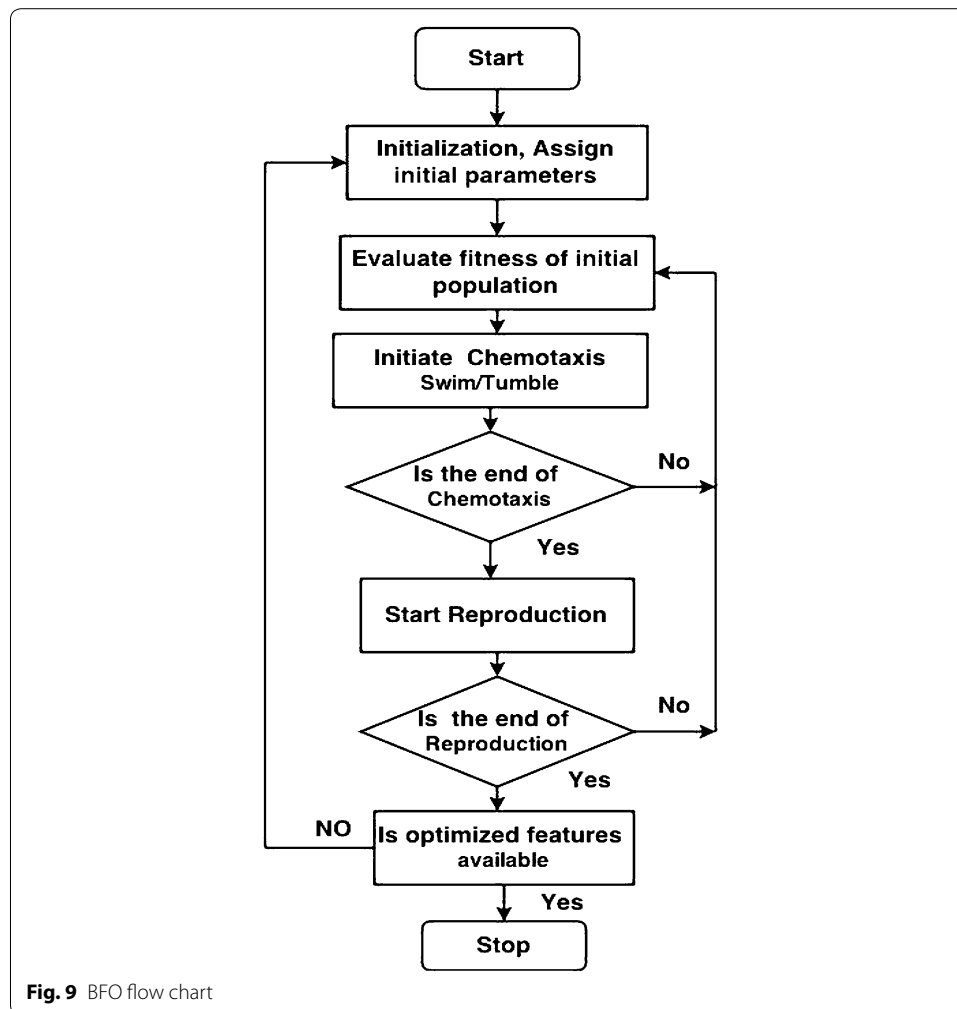 Start
Initialization, Assign
initial parameters
Evaluate fitness of initial
population
Initiate Chemotaxis
Swim/Tumble
Is the end of
Chemotaxis
No
Yes
Start Reproduction
Is the end of
Reproduction
No
Yes
NO
Is optimized features
available
Yes
Stop
Fig. 9 BFO flow chart